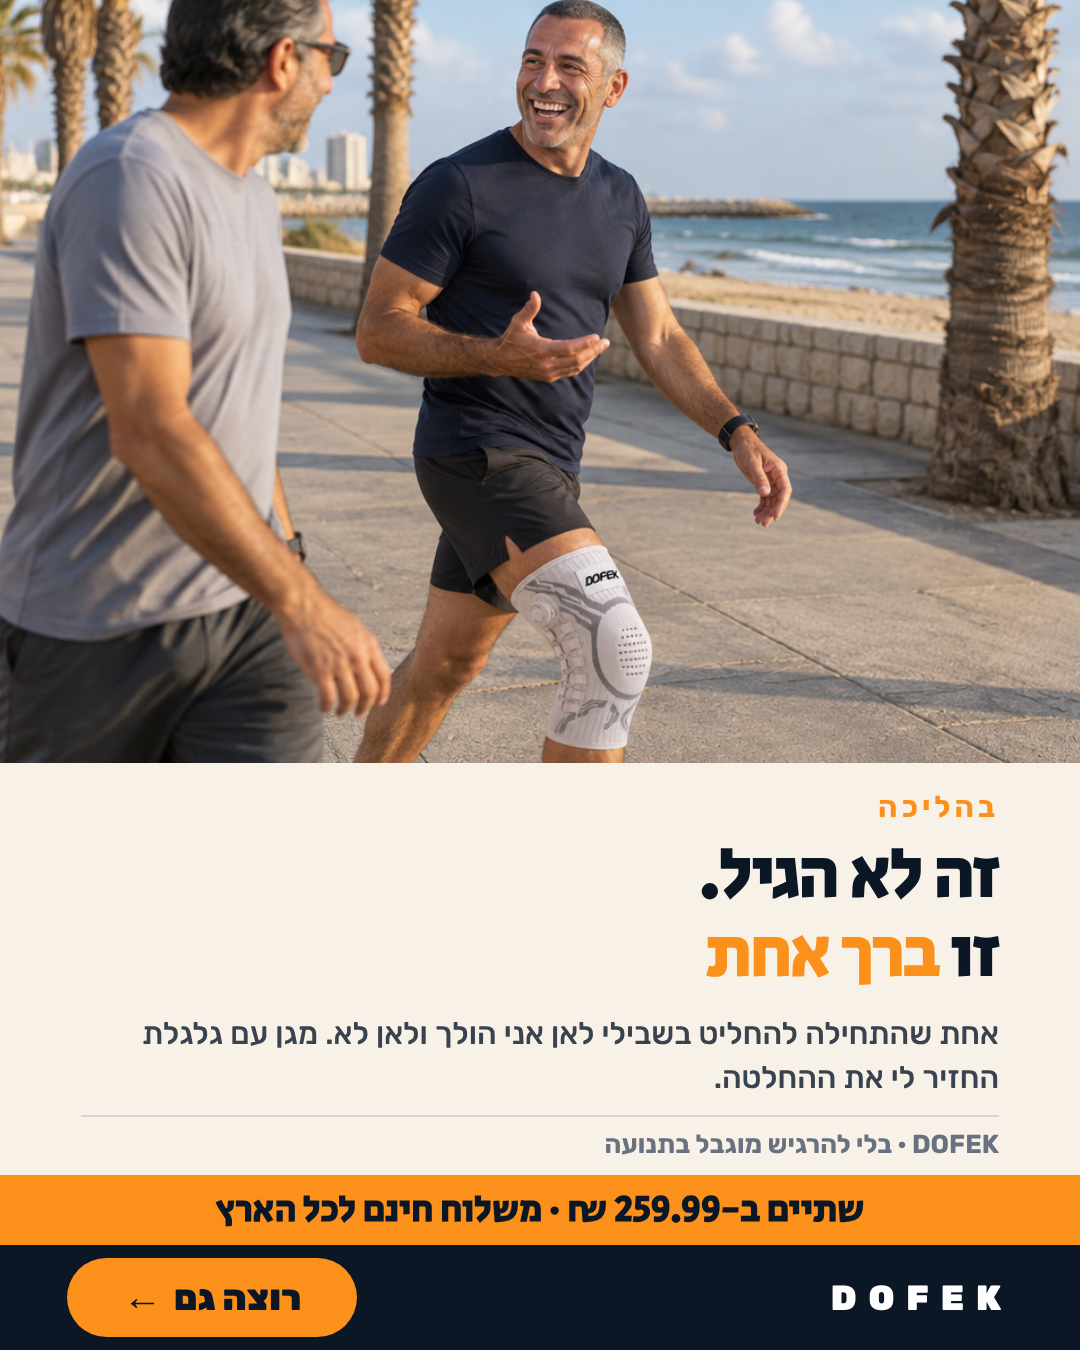 DOFEK
בהליכה
זה לא הגיל.
זו ברך אחת
אחת שהתחילה להחליט בשבילי לאן אני הולך ולאן לא. מגן עם גלגלת
החזיר לי את ההחלטה.
DOFEK • בלי להרגיש מוגבל בתנועה
שתיים ב-259.99 ₪ • משלוח חינם לכל הארץ
רוצה גם ←
DOFEK